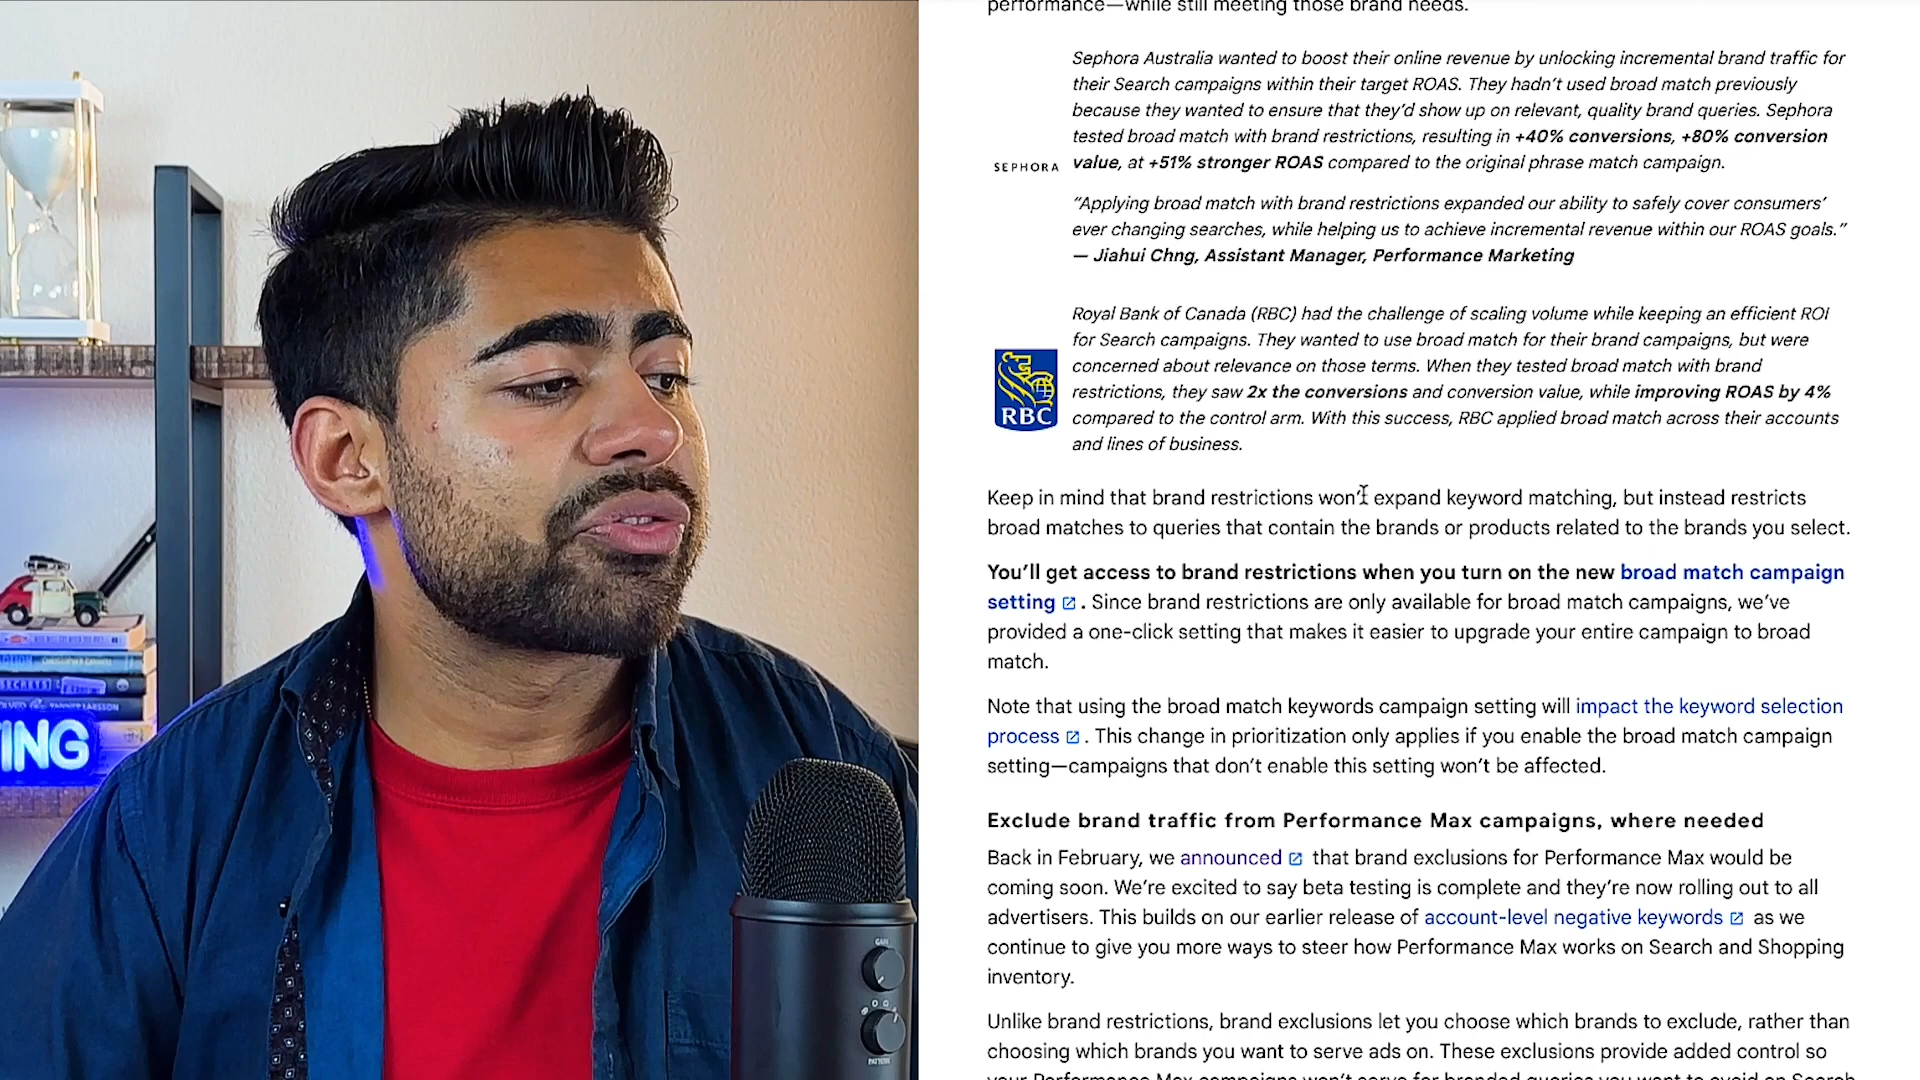 performance—while still meeting those brand needs.
Sephora Australia wanted to boost their online revenue by unlocking incremental brand traffic for
their Search campaigns within their target ROAS. They hadn’t used broad match previously
because they wanted to ensure that they’d show up on relevant, quality brand queries. Sephora
tested broad match with brand restrictions, resulting in +40% conversions, +80% conversion
SEPHORA
value, at +51% stronger ROAS compared to the original phrase match campaign.
“Applying broad match with brand restrictions expanded our ability to safely cover consumers’
ever changing searches, while helping us to achieve incremental revenue within our ROAS goals.”
— Jiahui Chng, Assistant Manager, Performance Marketing
Royal Bank of Canada (RBC) had the challenge of scaling volume while keeping an efficient ROI
for Search campaigns. They wanted to use broad match for their brand campaigns, but were
concerned about relevance on those terms. When they tested broad match with brand
restrictions, they saw 2x the conversions and conversion value, while improving ROAS by 4%
RBC
compared to the control arm. With this success, RBC applied broad match across their accounts
and lines of business.
Keep in mind that brand restrictions won’t expand keyword matching, but instead restricts
broad matches to queries that contain the brands or products related to the brands you select.
You’ll get access to brand restrictions when you turn on the new broad match campaign
setting . Since brand restrictions are only available for broad match campaigns, we’ve
provided a one-click setting that makes it easier to upgrade your entire campaign to broad
match.
Note that using the broad match keywords campaign setting will impact the keyword selection
process . This change in prioritization only applies if you enable the broad match campaign
setting—campaigns that don’t enable this setting won’t be affected.
Exclude brand traffic from Performance Max campaigns, where needed
Back in February, we announced that brand exclusions for Performance Max would be
coming soon. We’re excited to say beta testing is complete and they’re now rolling out to all
advertisers. This builds on our earlier release of account-level negative keywords as we
continue to give you more ways to steer how Performance Max works on Search and Shopping
inventory.
Unlike brand restrictions, brand exclusions let you choose which brands to exclude, rather than
choosing which brands you want to serve ads on. These exclusions provide added control so
your Performance Max campaigns won’t serve for branded queries you want to avoid on Search
SECRETS
ING
GAIN
PATTERN